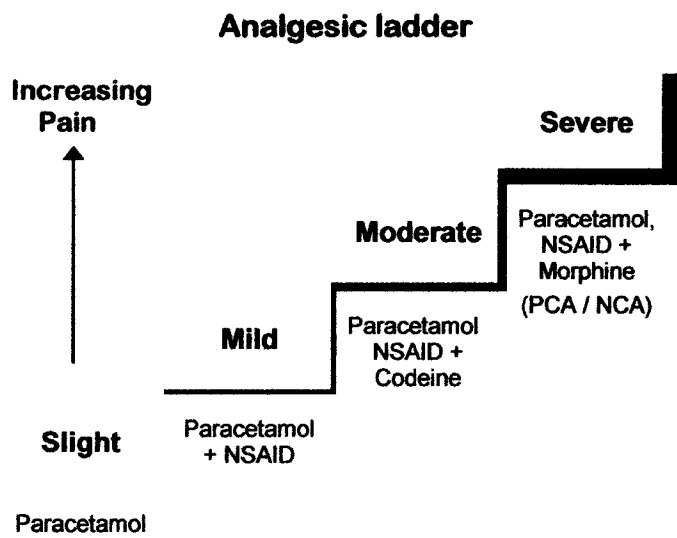 Analgesic ladder
Increasing
Pain
Severe
Paracetamol,
NSAID +
Morphine
(PCA / NCA)
Moderate
Paracetamol
NSAID +
Codeine
Mild
Paracetamol
+ NSAID
Slight
Paracetamol